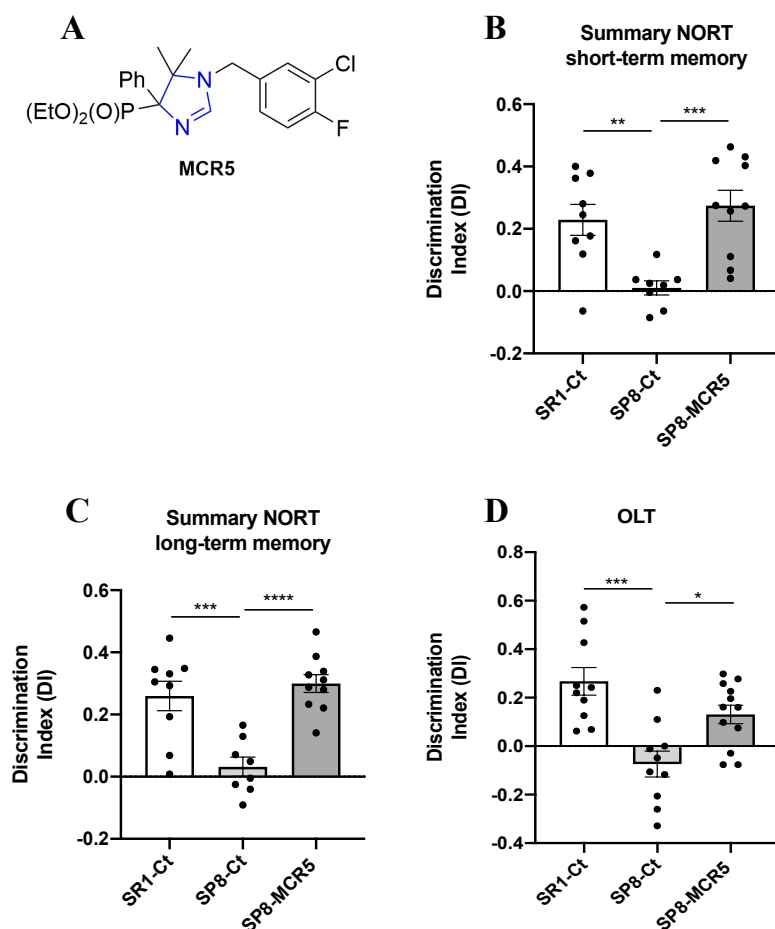 A
Ph
N
N
(EtO)2(O)P
Cl
F
MCR5
B
Summary NORT
short-term memory
Discrimination
Index (DI)
0.6
0.4
0.2
0.0
-0.2
**
***
SR1-Ct
SP8-Ct
SP8-MCR5
C
Summary NORT
long-term memory
Discrimination
Index (DI)
0.6
0.4
0.2
0.0
-0.2
***
****
SR1-Ct
SP8-Ct
SP8-MCR5
D
OLT
Discrimination
Index (DI)
0.8
0.6
0.4
0.2
0.0
-0.2
-0.4
***
*
SR1-Ct
SP8-Ct
SP8-MCR5